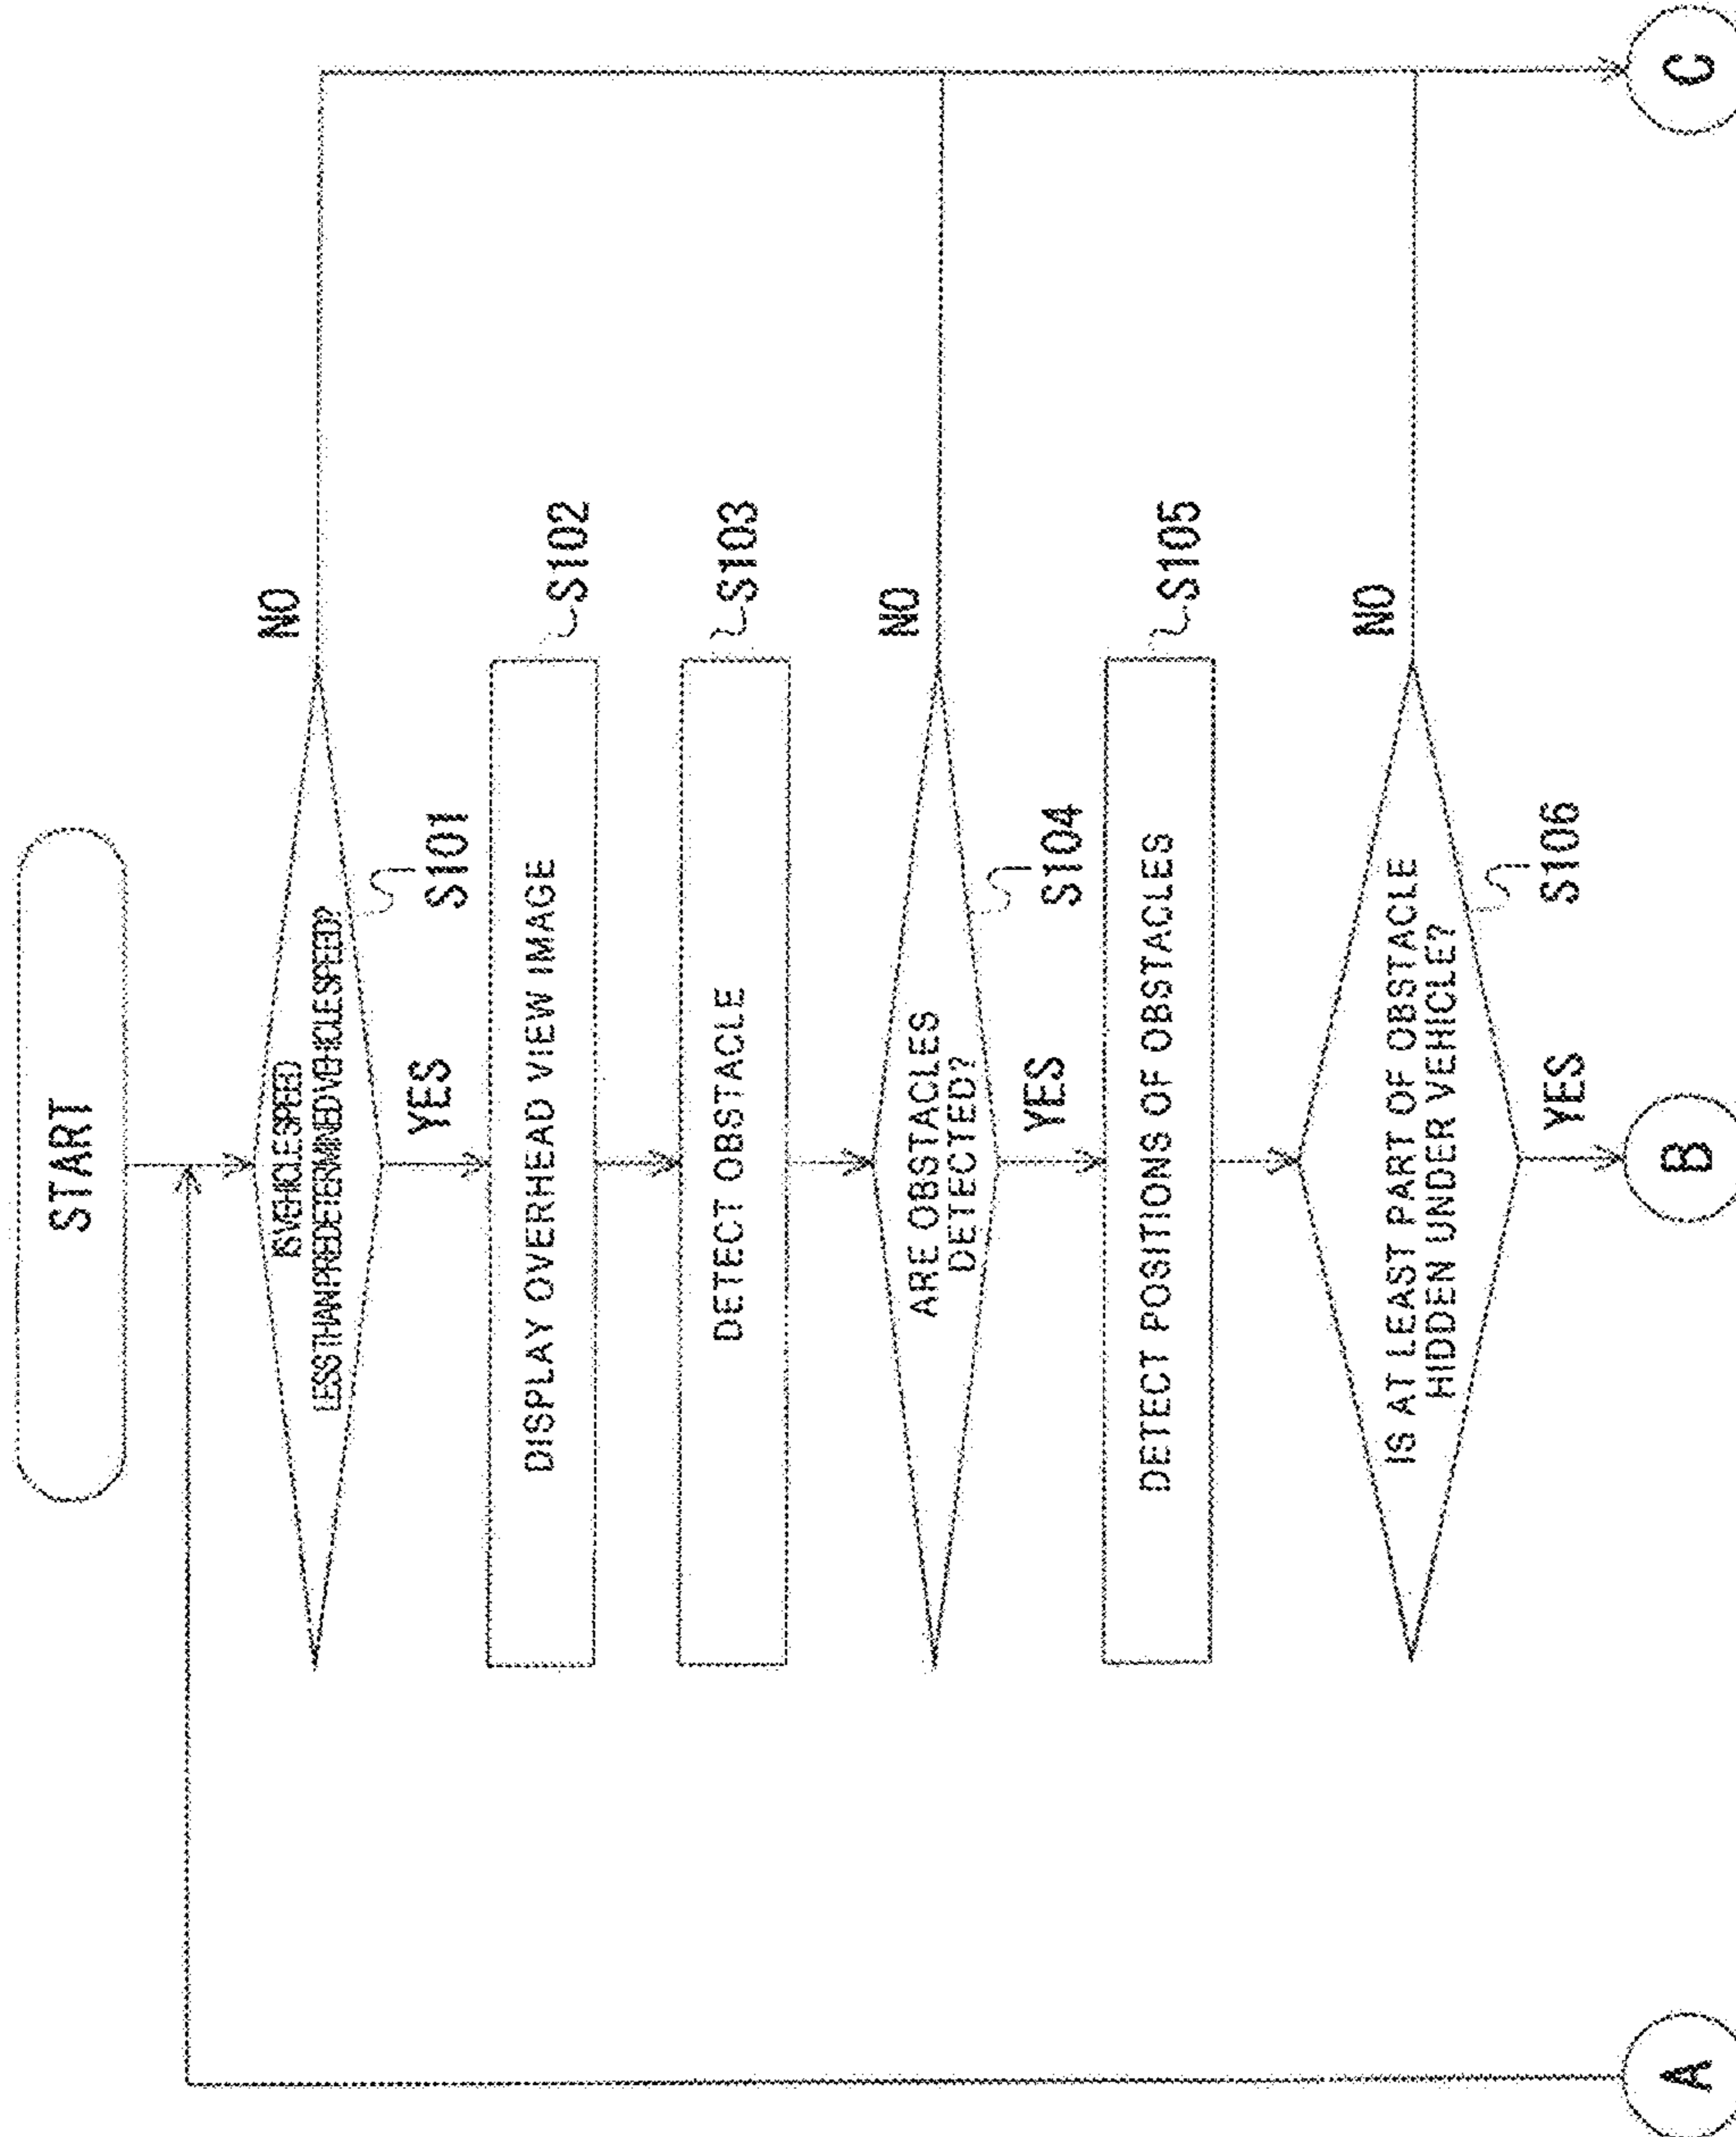 START
IS VEHICLE SPEED
LESS THAN PREDETERMINED VEHICLE SPEED?
NO
S101
YES
DISPLAY OVERHEAD VIEW IMAGE
S102
DETECT OBSTACLE
S103
ARE OBSTACLES
DETECTED?
NO
S104
YES
DETECT POSITIONS OF OBSTACLES
S105
IS AT LEAST PART OF OBSTACLE
HIDDEN UNDER VEHICLE?
NO
S106
YES
A
B
C